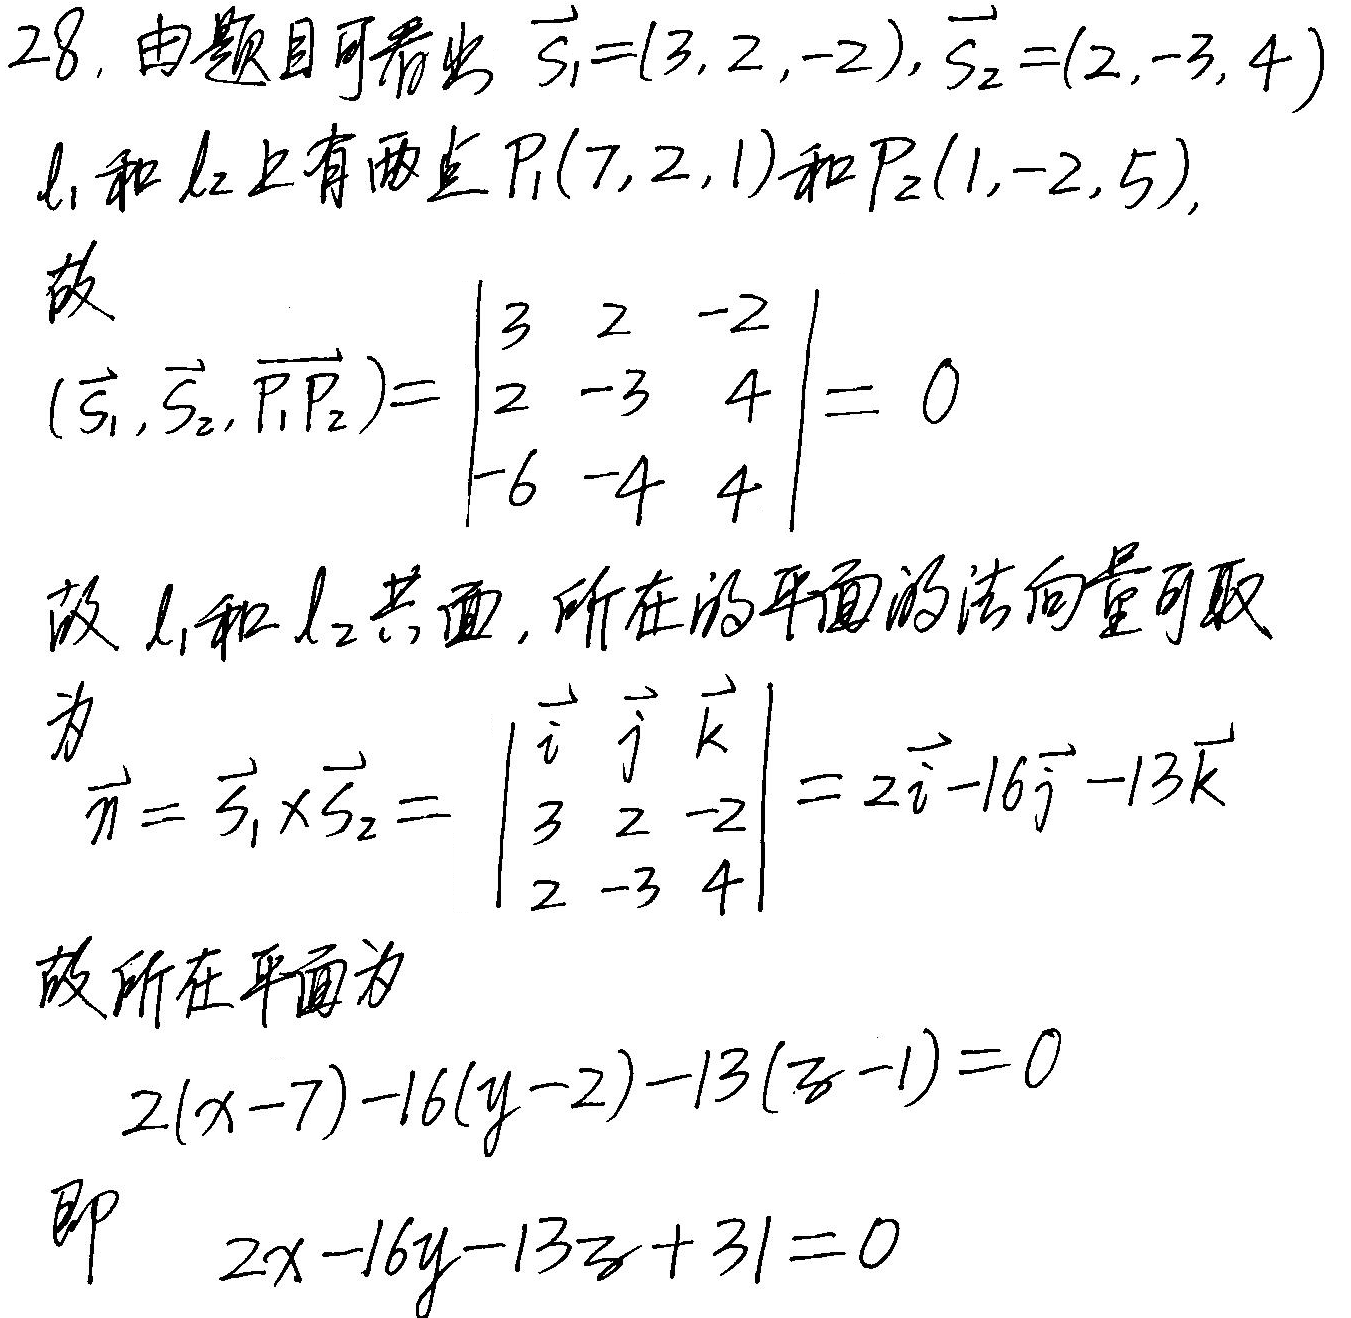 28. 由题目可看出 $\vec{s_1}=(3,2,-2), \vec{s_2}=(2,-3,4)$
$l_1$和$l_2$上有两点$P_1(7,2,1)$和$P_2(1,-2,5)$,
故
$(\vec{s_1},\vec{s_2},\overrightarrow{P_1P_2})=\begin{vmatrix}3&2&-2\\2&-3&4\\-6&-4&4\end{vmatrix}=0$
故$l_1$和$l_2$共面,所在的平面的法向量可取
为
$\vec{n}=\vec{s_1}\times\vec{s_2}=\begin{vmatrix}\vec{i}&\vec{j}&\vec{k}\\3&2&-2\\2&-3&4\end{vmatrix}=2\vec{i}-16\vec{j}-13\vec{k}$
故所在平面为
$2(x-7)-16(y-2)-13(z-1)=0$
即 $2x-16y-13z+31=0$